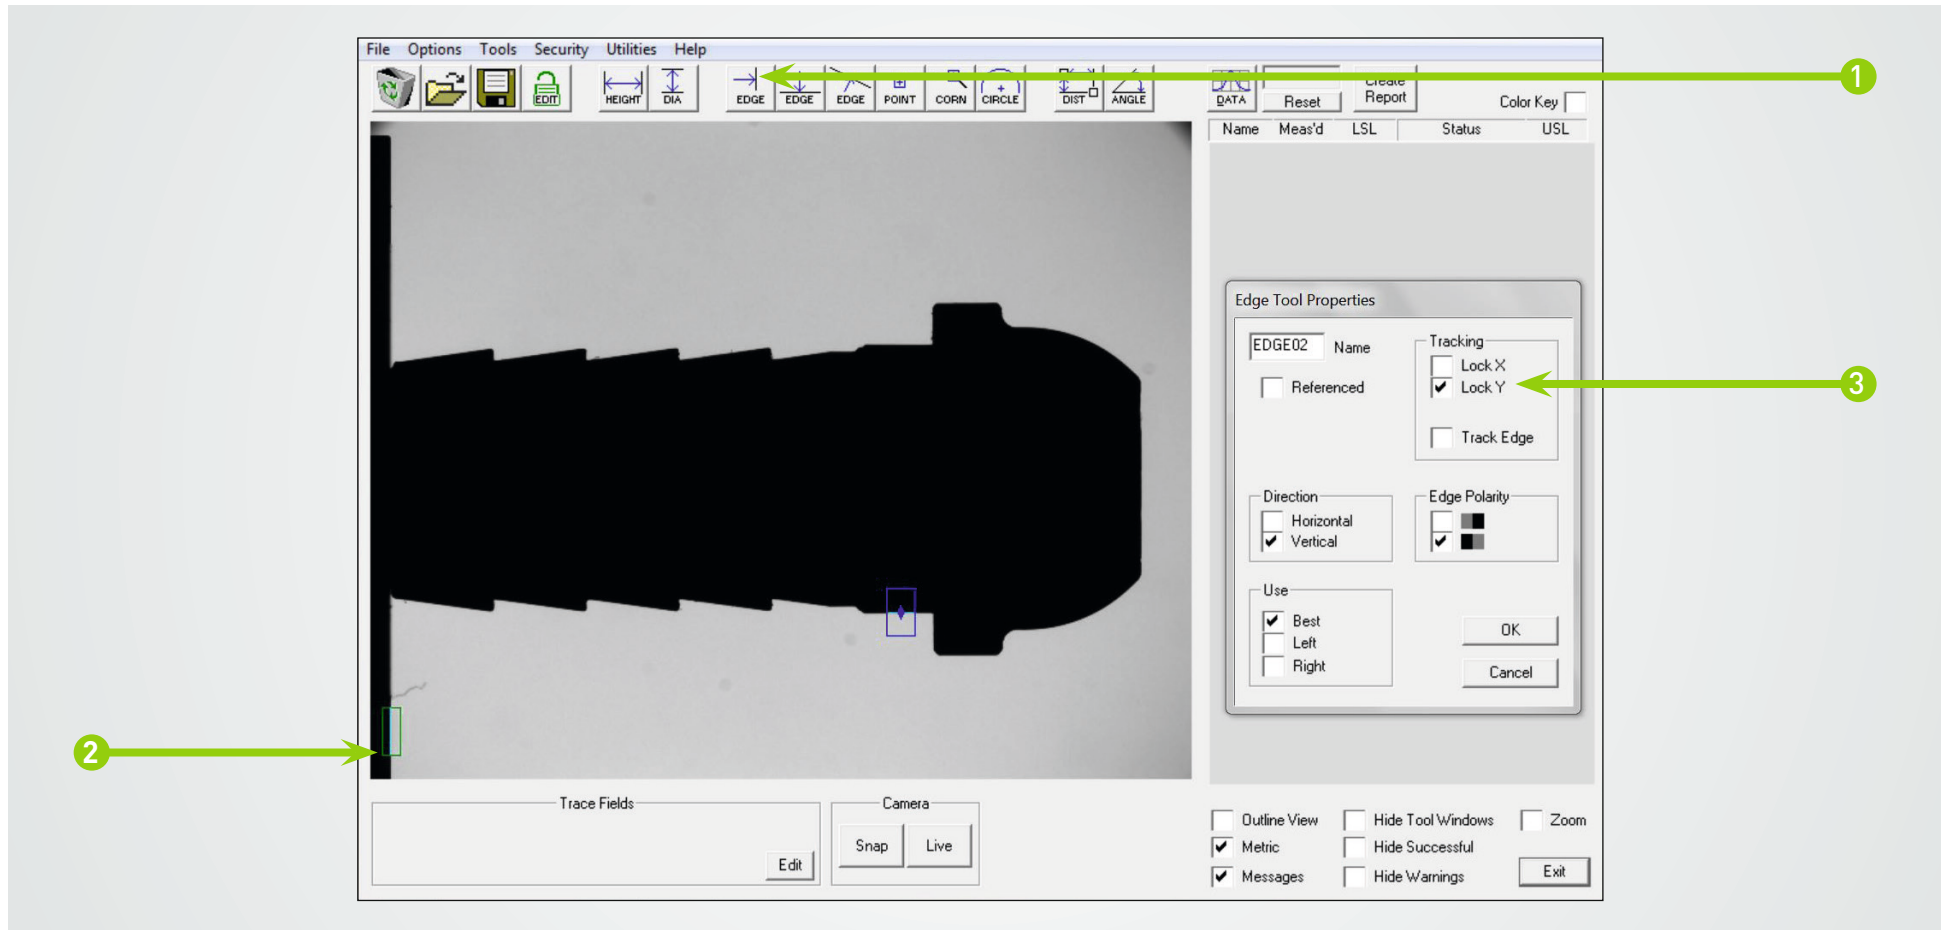 File Options Tools Security Utilities Help
1
EDIT
HEIGHT
DIA
EDGE
EDGE
EDGE
POINT
CORN
CIRCLE
DIST
ANGLE
DATA
Reset
Create Report
Color Key
Name Meas'd LSL Status USL
Edge Tool Properties
EDGE02 Name
Referenced
Tracking
Lock X
Lock Y
3
Track Edge
Direction
Horizontal
Vertical
Edge Polarity
Use
Best
Left
Right
OK
Cancel
2
Trace Fields
Edit
Camera
Snap
Live
Outline View
Metric
Messages
Hide Tool Windows
Hide Successful
Hide Warnings
Zoom
Exit